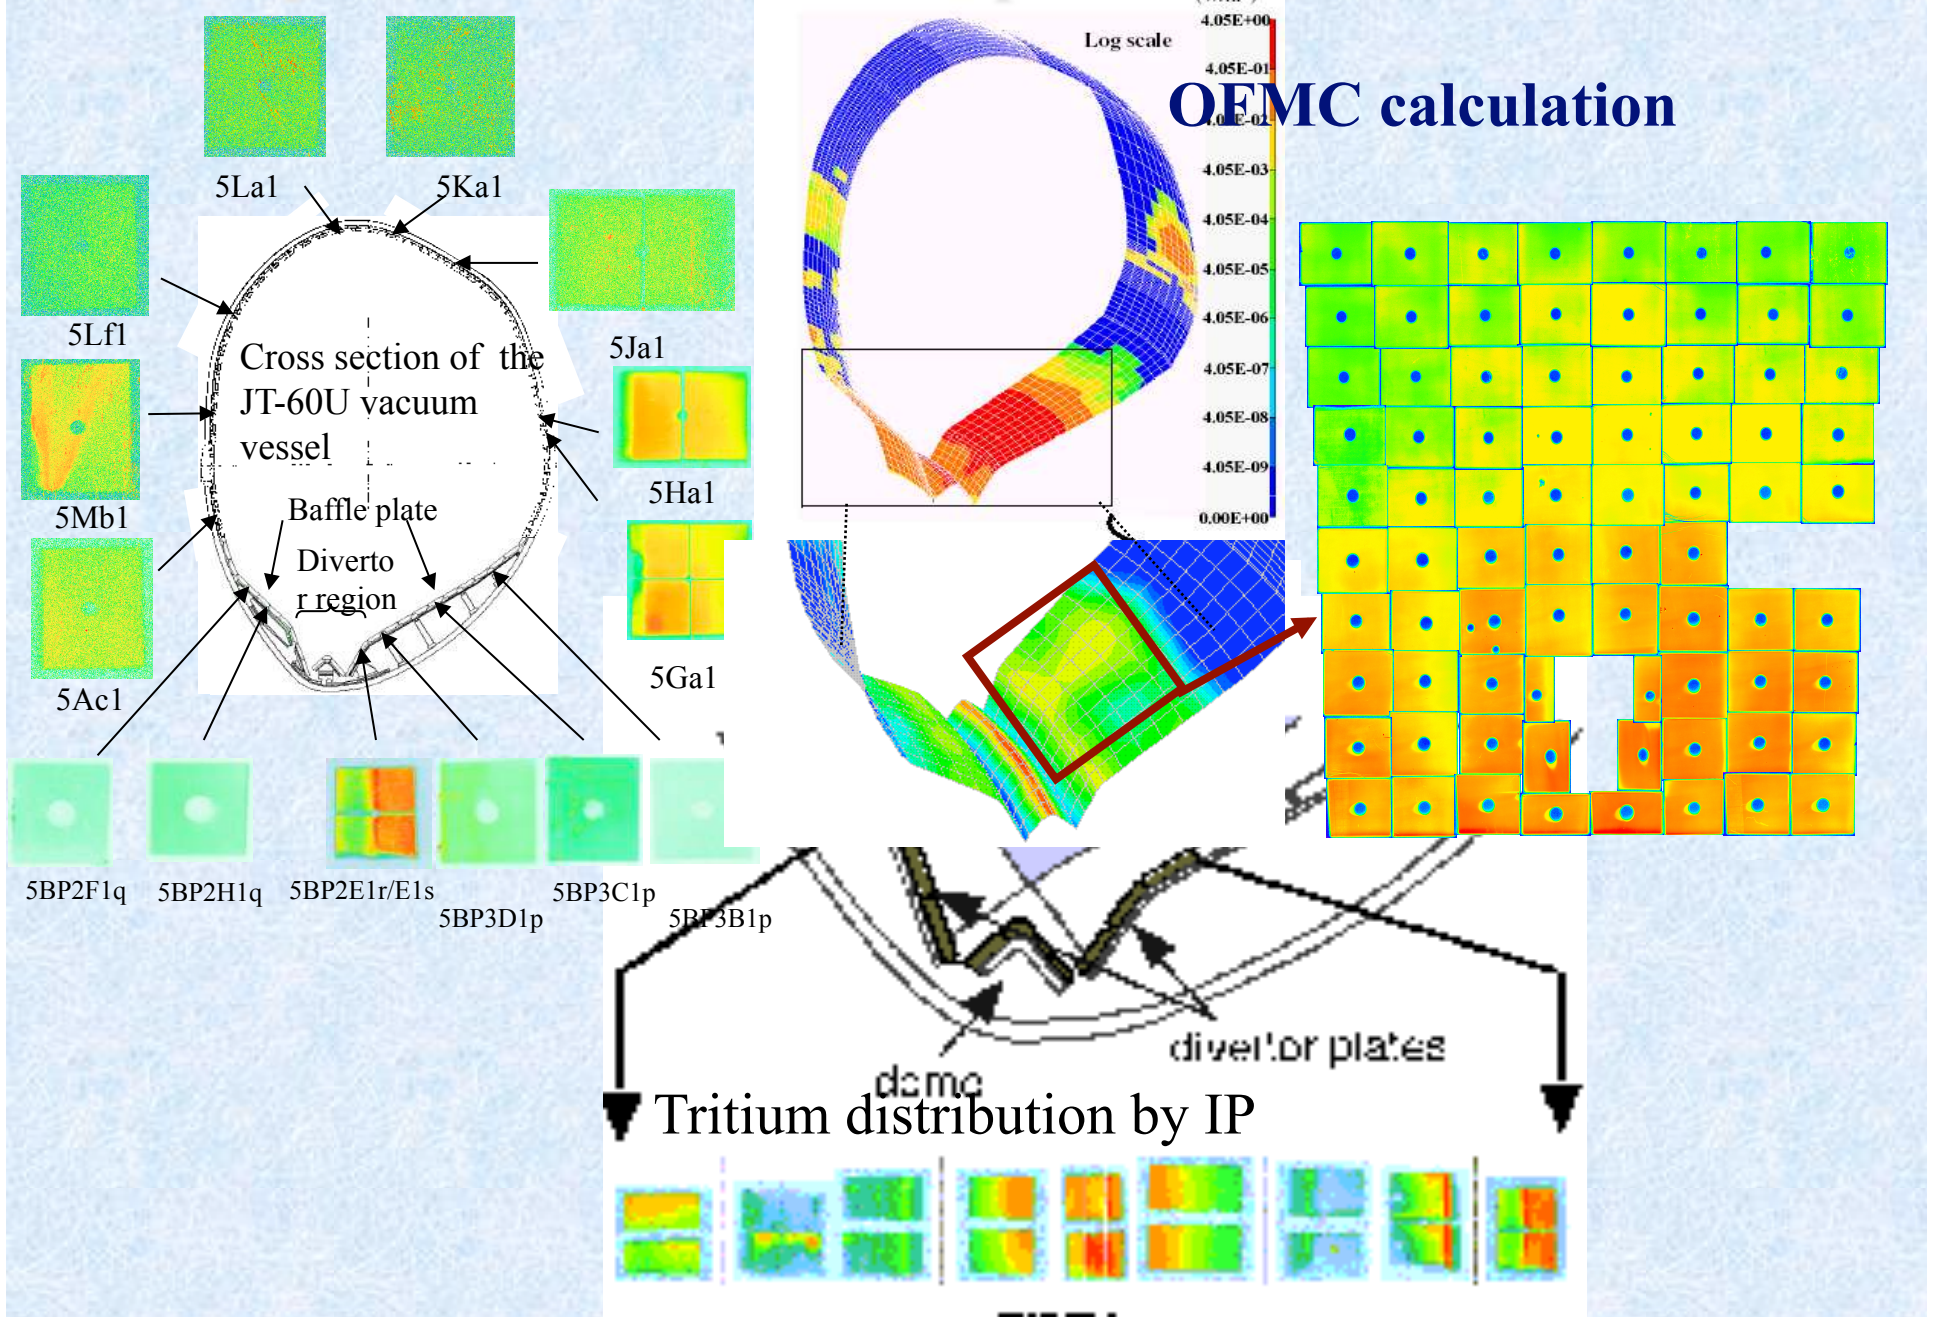 4.05E+00
Log scale
4.05E-01
OFMC calculation
4.05E-02
4.05E-03
4.05E-04
4.05E-05
4.05E-06
4.05E-07
4.05E-08
4.05E-09
0.00E+00
5La1
5Ka1
5Lf1
5Ja1
Cross section of the
JT-60U vacuum
vessel
5Ha1
5Mb1
Baffle plate
Diverto
r region
5Ac1
5Ga1
5BP2F1q
5BP2H1q
5BP2E1r/E1s
5BP3D1p
5BP3C1p
5BP3B1p
divertor plates
dome
Tritium distribution by IP